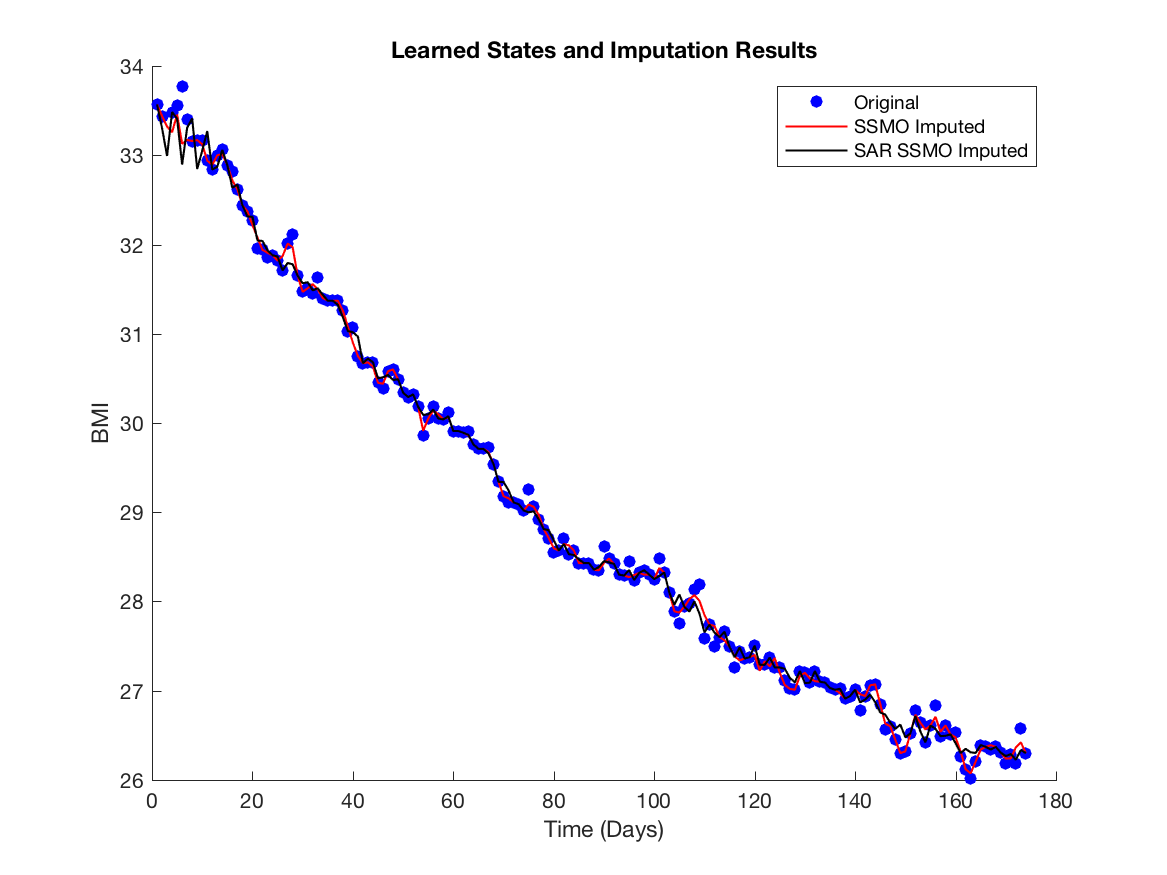 Learned States and Imputation Results
34
33
32
31
30
29
28
27
26
BMI
Original
SSMO Imputed
SAR SSMO Imputed
0 20 40 60 80 100 120 140 160 180
Time (Days)